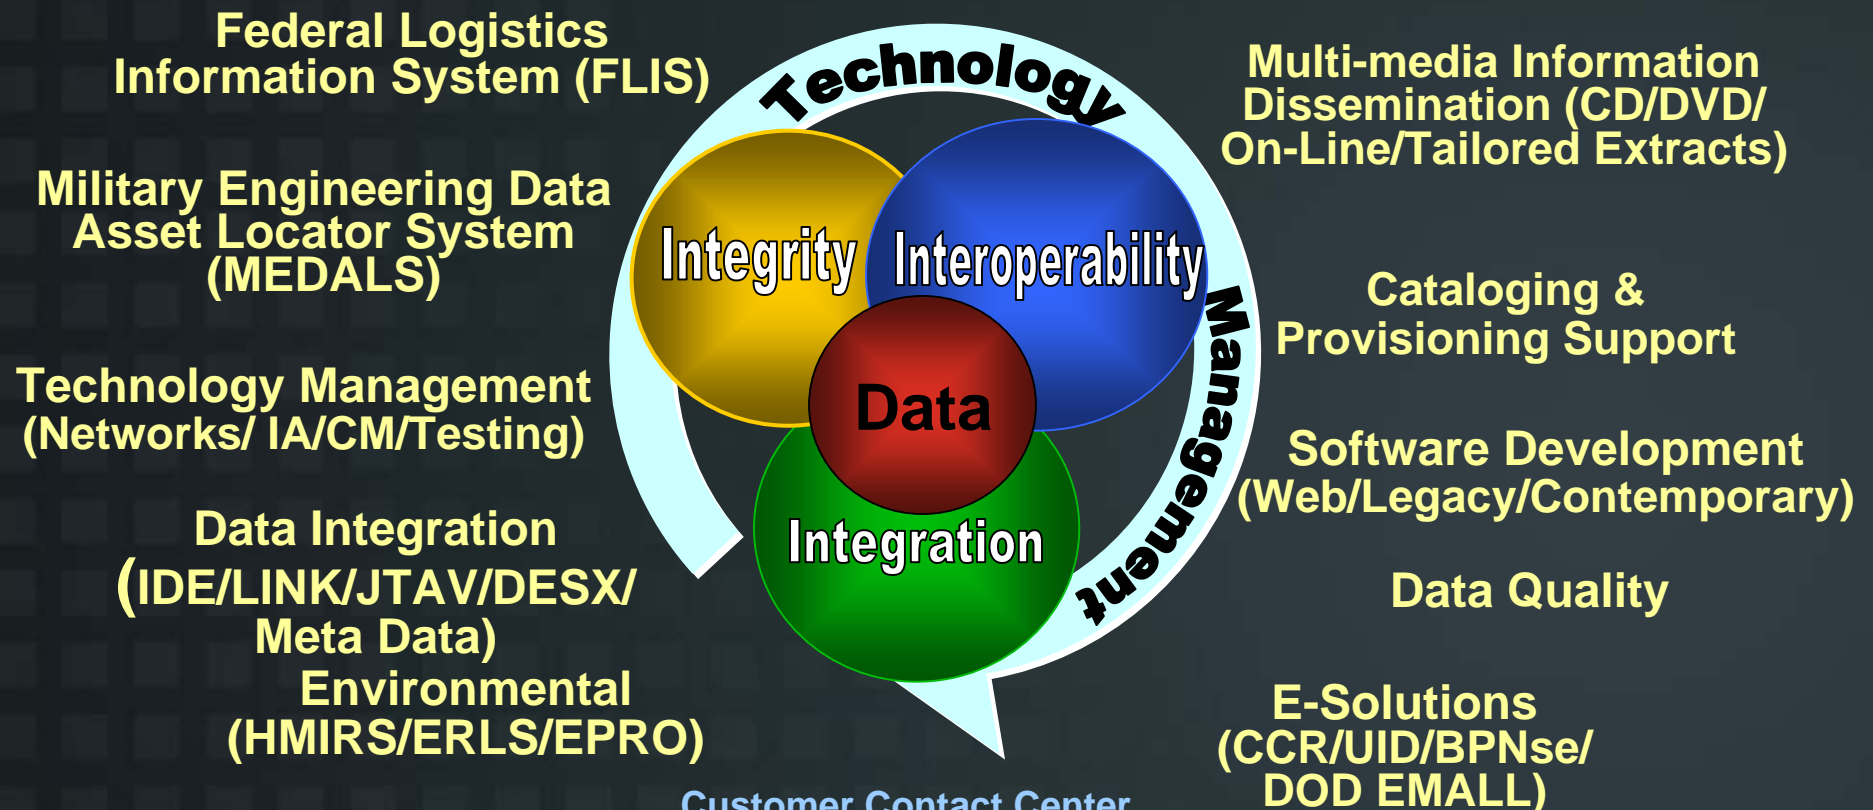 Federal Logistics
Information System (FLIS)
Military Engineering Data
Asset Locator System
(MEDALS)
Technology Management
(Networks/ IA/CM/Testing)
Data Integration
(IDE/LINK/JTAV/DESX/
Meta Data)
Environmental
(HMIRS/ERLS/EPRO)
Technology
Management
Integrity
Interoperability
Data
Integration
Customer Contact Center
Multi-media Information
Dissemination (CD/DVD/
On-Line/Tailored Extracts)
Cataloging &
Provisioning Support
Software Development
(Web/Legacy/Contemporary)
Data Quality
E-Solutions
(CCR/UID/BPNse/
DOD EMALL)